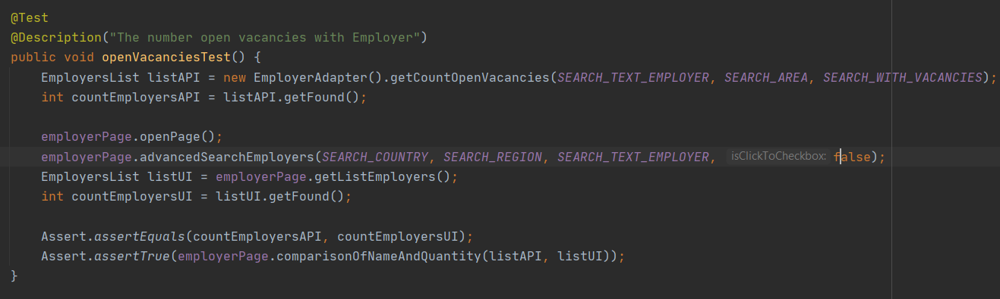 @Test
@Description("The number open vacancies with Employer")
public void openVacanciesTest() {
EmployersList listAPI = new EmployerAdapter().getCountOpenVacancies(SEARCH_TEXT_EMPLOYER, SEARCH_AREA, SEARCH_WITH_VACANCIES);
int countEmployersAPI = listAPI.getFound();
employerPage.openPage();
employerPage.advancedSearchEmployers(SEARCH_COUNTRY, SEARCH_REGION, SEARCH_TEXT_EMPLOYER, isClickToCheckbox: false);
EmployersList listUI = employerPage.getListEmployers();
int countEmployersUI = listUI.getFound();
Assert.assertEquals(countEmployersAPI, countEmployersUI);
Assert.assertTrue(employerPage.comparisonOfNameAndQuantity(listAPI, listUI));
}